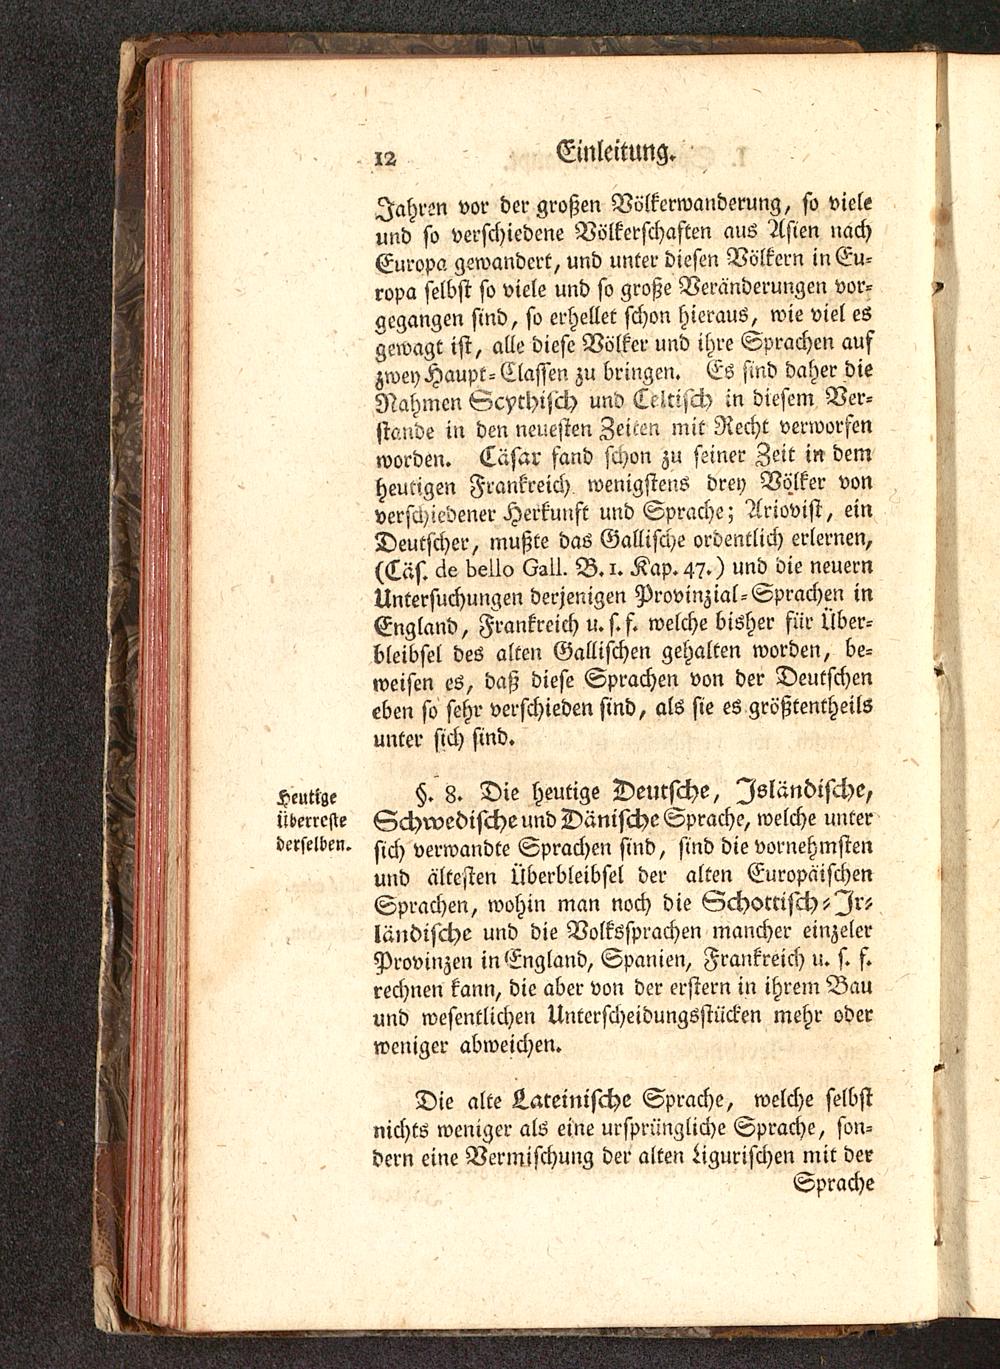 12 Einleitung.
Jahren vor der großen Völkerwanderung, so viele
und so verschiedene Völkerschaften aus Asien nach
Europa gewandert, und unter diesen Völkern in Eu-
ropa selbst so viele und so große Veränderungen vor-
gegangen sind, so erhellet schon hieraus, wie viel es
gewagt ist, alle diese Völker und ihre Sprachen auf
zwey Haupt-Classen zu bringen. Es sind daher die
Nahmen Scythisch und Celtisch in diesem Ver-
stande in den neuesten Zeiten mit Recht verworfen
worden. Cäsar fand schon zu seiner Zeit in dem
heutigen Frankreich wenigstens drey Völker von
verschiedener Herkunft und Sprache; Ariovist, ein
Deutscher, mußte das Gallische ordentlich erlernen,
(Cäs. de bello Gall. B. 1. Kap. 47.) und die neuern
Untersuchungen derjenigen Provinzial-Sprachen in
England, Frankreich u. s. f. welche bisher für Über-
bleibsel des alten Gallischen gehalten worden, be-
weisen es, daß diese Sprachen von der Deutschen
eben so sehr verschieden sind, als sie es größtentheils
unter sich sind.
Heutige
Überreste
derselben.
§. 8. Die heutige Deutsche, Isländische,
Schwedische und Dänische Sprache, welche unter
sich verwandte Sprachen sind, sind die vornehmsten
und ältesten Überbleibsel der alten Europäischen
Sprachen, wohin man noch die Schottisch-Ir-
ländische und die Volkssprachen mancher einzeler
Provinzen in England, Spanien, Frankreich u. s. f.
rechnen kann, die aber von der erstern in ihrem Bau
und wesentlichen Unterscheidungsstücken mehr oder
weniger abweichen.
Die alte Lateinische Sprache, welche selbst
nichts weniger als eine ursprüngliche Sprache, son-
dern eine Vermischung der alten Ligurischen mit der
Sprache